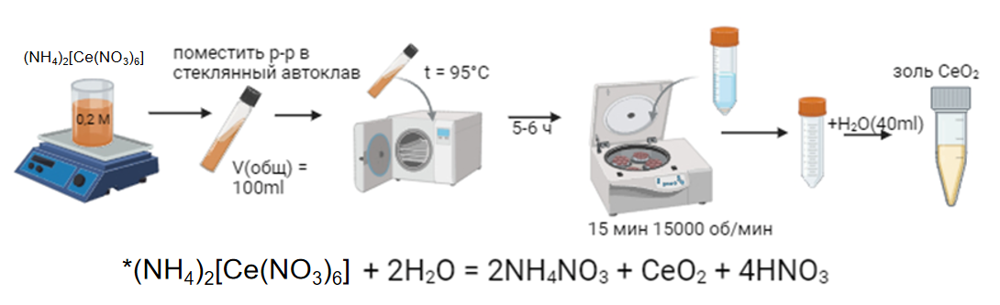 (NH₄)₂[Ce(NO₃)₆]
0,2 М
поместить р-р в
стеклянный автоклав
V(общ) =
100ml
t = 95°C
5-6 ч
15 мин 15000 об/мин
+H₂O(40ml)
золь CeO₂
*(NH₄)₂[Ce(NO₃)₆] + 2H₂O = 2NH₄NO₃ + CeO₂ + 4HNO₃